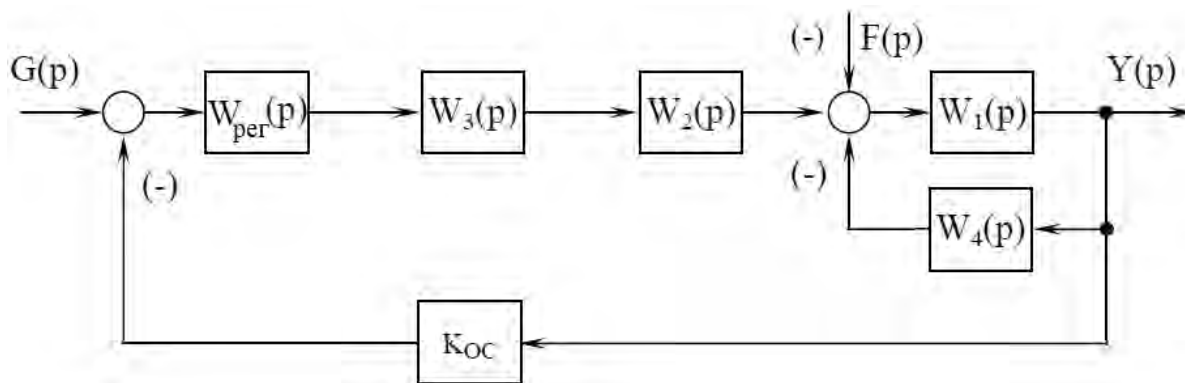 (-)
F(p)
G(p)
Y(p)
Wрег(p)
W3(p)
W2(p)
W1(p)
(-)
(-)
W4(p)
KOC